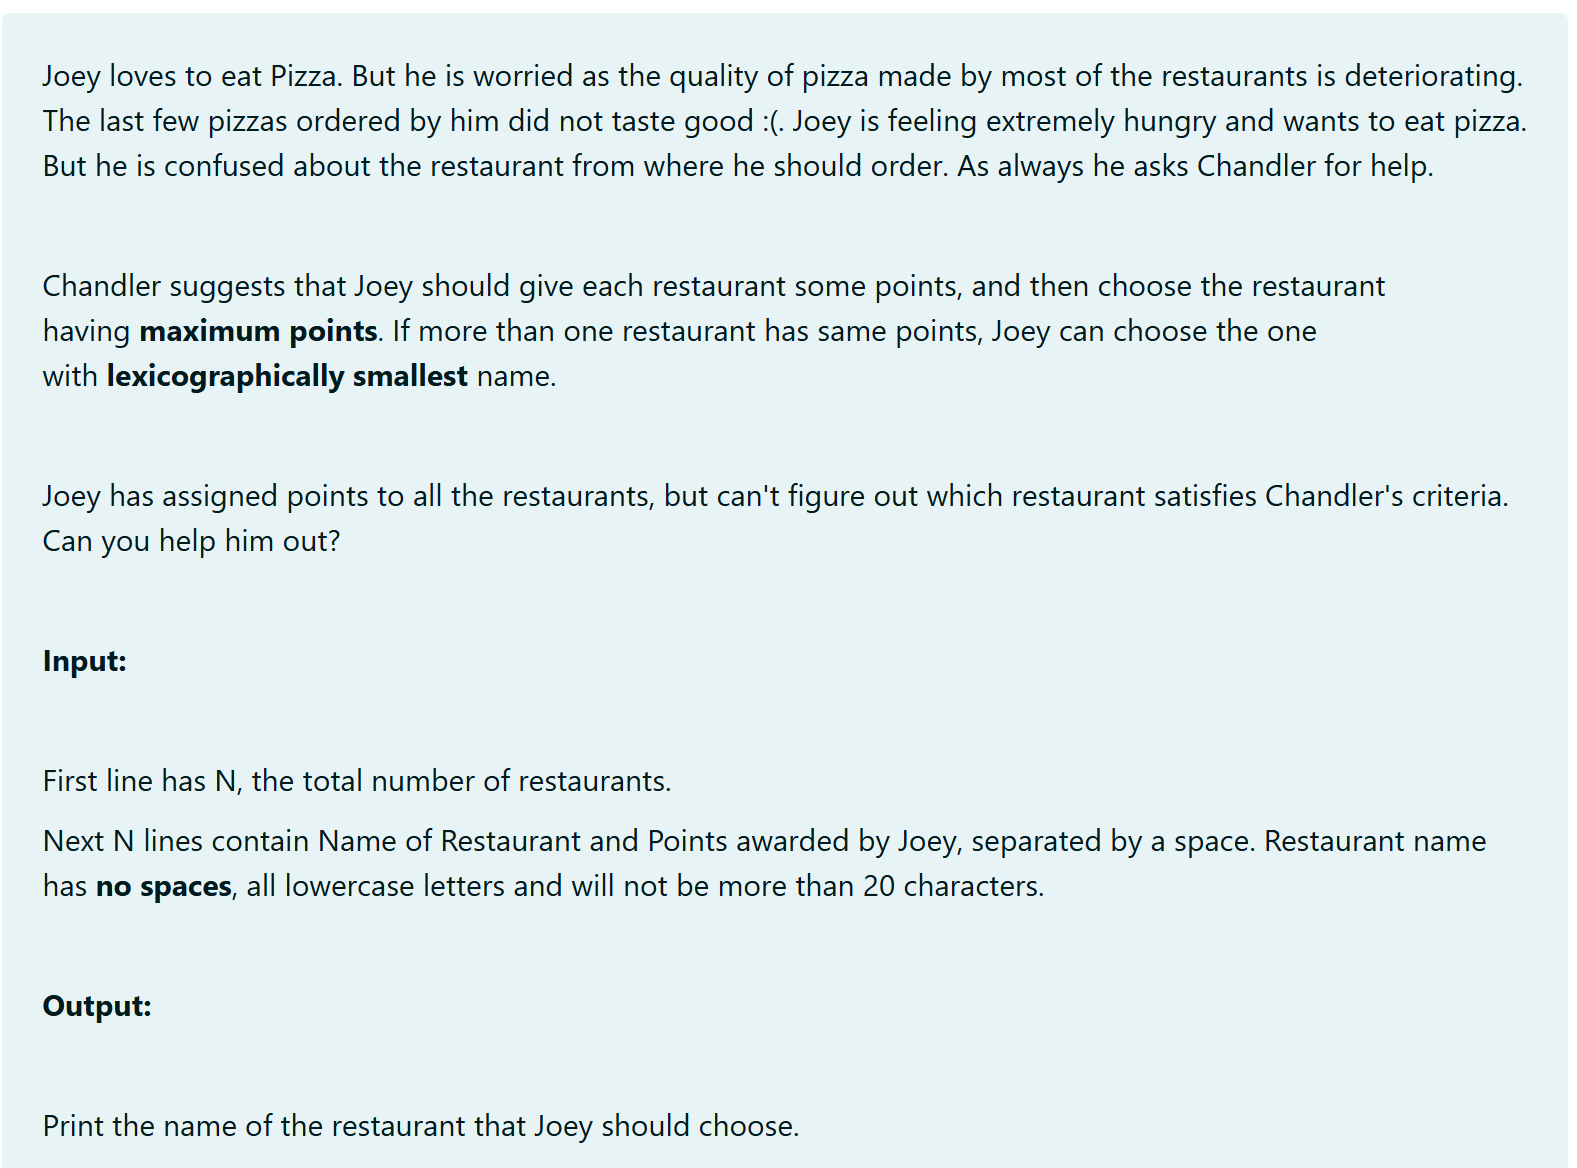 Joey loves to eat Pizza. But he is worried as the quality of pizza made by most of the restaurants is deteriorating.
The last few pizzas ordered by him did not taste good :(. Joey is feeling extremely hungry and wants to eat pizza.
But he is confused about the restaurant from where he should order. As always he asks Chandler for help.
Chandler suggests that Joey should give each restaurant some points, and then choose the restaurant
having maximum points. If more than one restaurant has same points, Joey can choose the one
with lexicographically smallest name.
Joey has assigned points to all the restaurants, but can't figure out which restaurant satisfies Chandler's criteria.
Can you help him out?
Input:
First line has N, the total number of restaurants.
Next N lines contain Name of Restaurant and Points awarded by Joey, separated by a space. Restaurant name
has no spaces, all lowercase letters and will not be more than 20 characters.
Output:
Print the name of the restaurant that Joey should choose.